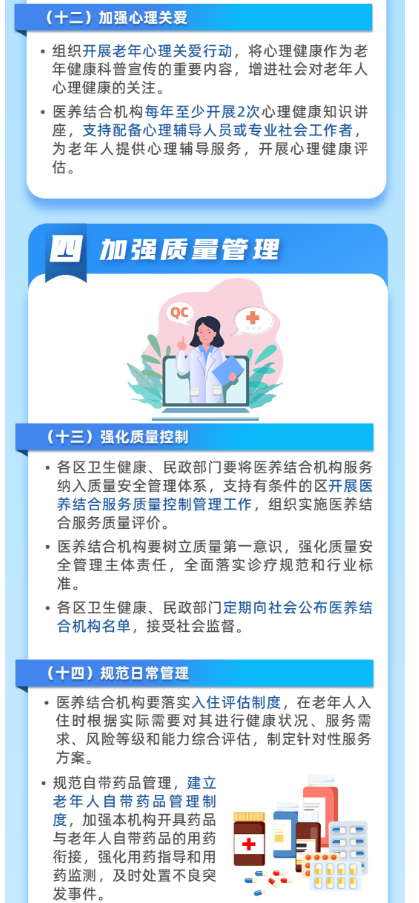 （十二）加强心理关爱
• 组织开展老年心理关爱行动，将心理健康作为老
年健康科普宣传的重要内容，增进社会对老年人
心理健康的关注。
• 医养结合机构每年至少开展2次心理健康知识讲
座，支持配备心理辅导人员或专业社会工作者，
为老年人提供心理辅导服务，开展心理健康评
估。
四 加强质量管理
QC
（十三）强化质量控制
• 各区卫生健康、民政部门要将医养结合机构服务
纳入质量安全管理体系，支持有条件的区开展医
养结合服务质量控制管理工作，组织实施医养结
合服务质量评价。
• 医养结合机构要树立质量第一意识，强化质量安
全管理主体责任，全面落实诊疗规范和行业标
准。
• 各区卫生健康、民政部门定期向社会公布医养结
合机构名单，接受社会监督。
（十四）规范日常管理
• 医养结合机构要落实入住评估制度，在老年人入
住时根据实际需要对其进行健康状况、服务需
求、风险等级和能力综合评估，制定针对性服务
方案。
• 规范自带药品管理，建立
老年人自带药品管理制
度，加强本机构开具药品
与老年人自带药品的用药
衔接，强化用药指导和用
药监测，及时处置不良突
发事件。